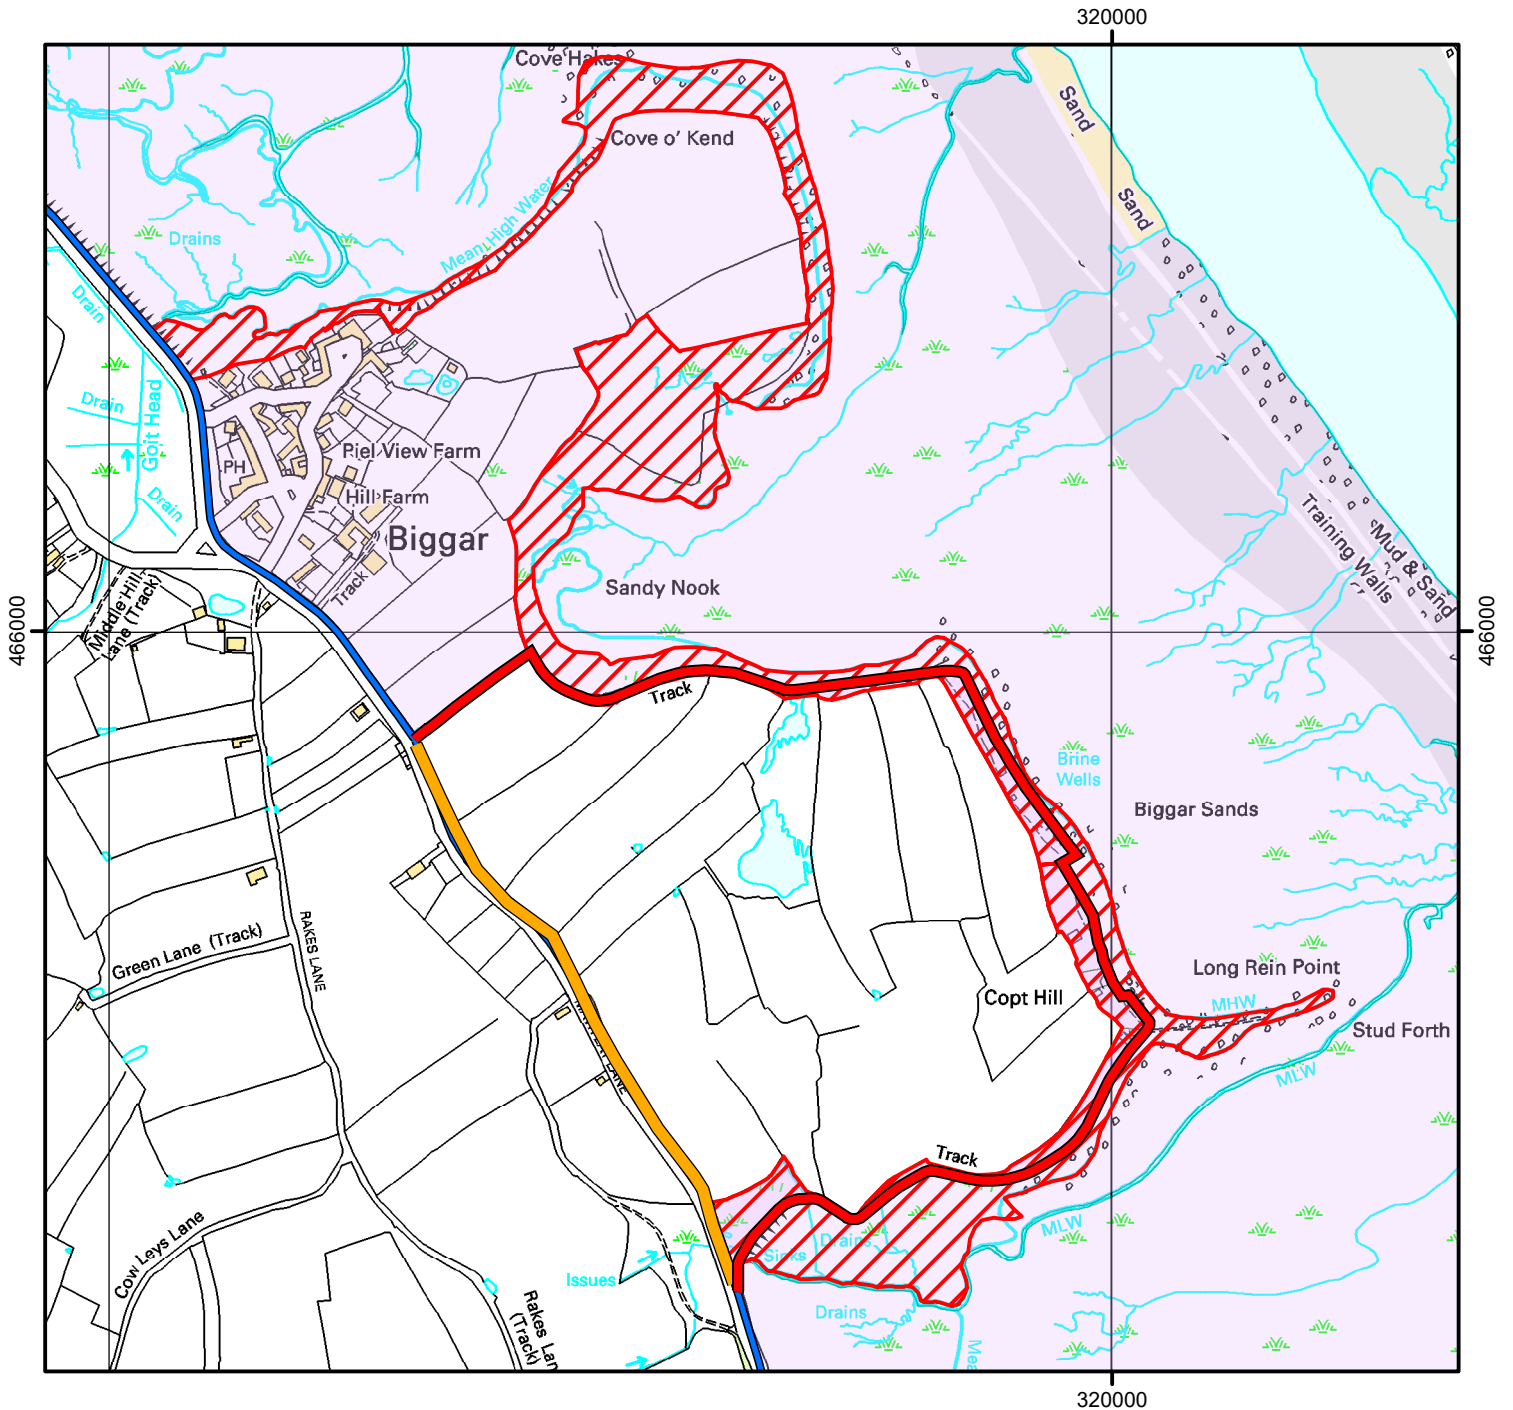 320000
Cove Hakes
Sand
Cove o' Kend
Sand
Mean High Water
Drains
Drain
Drain
Goit Head
Piel View Farm
PH
Hill Farm
Drain
Biggar
Training Walls
Mud & Sand
Track
Sandy Nook
Middle Hill
Lane (Track)
466000
466000
Track
Brine
Wells
Biggar Sands
RAKES LANE
Green Lane (Track)
Long Rein Point
Copt Hill
MHW
Stud Forth
LANE
MLW
Track
Cow Leys Lane
MLW
Drains
Sinks
Issues
Drains
Rakes Lan
(Track)
Mea
320000